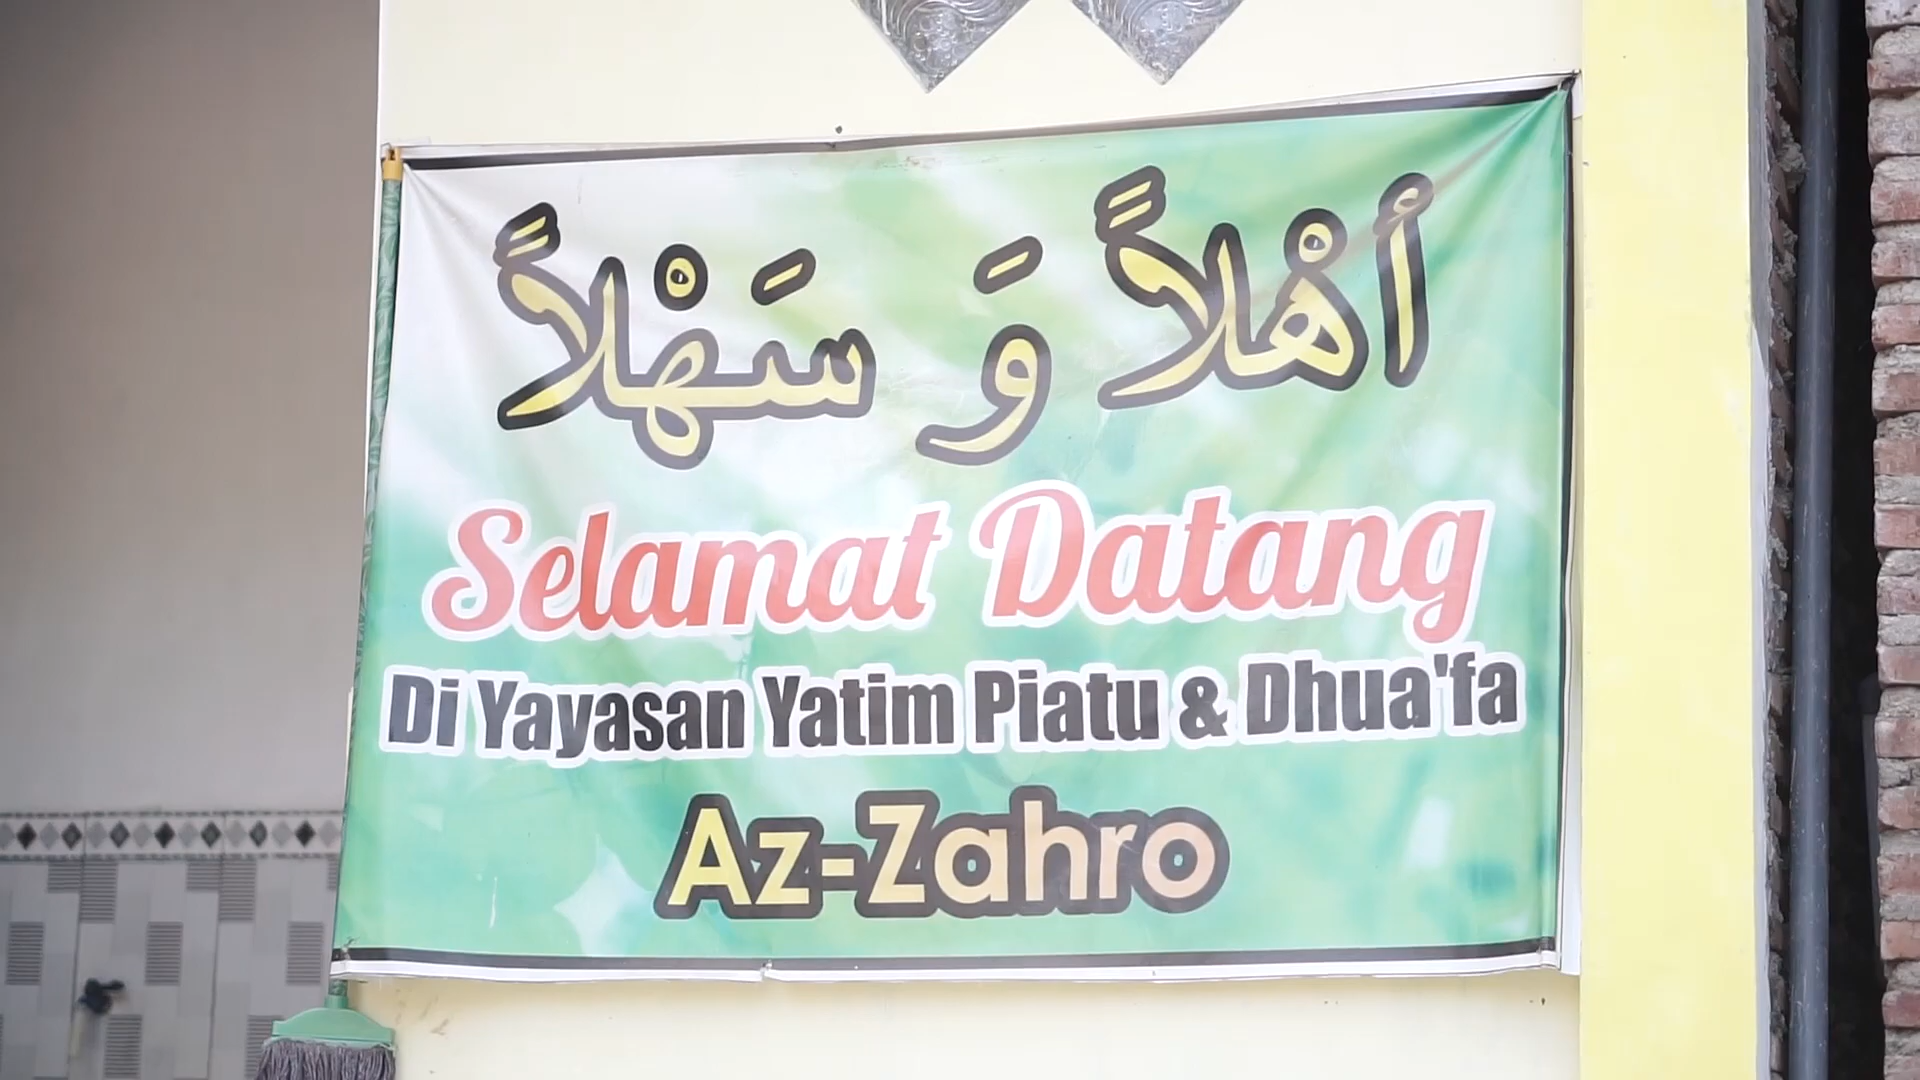 أَهْلاً وَ سَهْلاً
Selamat Datang
Di Yayasan Yatim Piatu & Dhua'fa
Az-Zahro